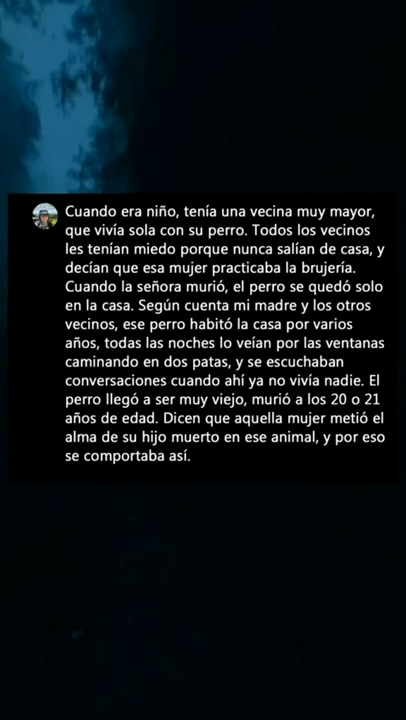 Cuando era niño, tenía una vecina muy mayor,
que vivía sola con su perro. Todos los vecinos
les tenían miedo porque nunca salían de casa, y
decían que esa mujer practicaba la brujería.
Cuando la señora murió, el perro se quedó solo
en la casa. Según cuenta mi madre y los otros
vecinos, ese perro habitó la casa por varios
años, todas las noches lo veían por las ventanas
caminando en dos patas, y se escuchaban
conversaciones cuando ahí ya no vivía nadie. El
perro llegó a ser muy viejo, murió a los 20 o 21
años de edad. Dicen que aquella mujer metió el
alma de su hijo muerto en ese animal, y por eso
se comportaba así.